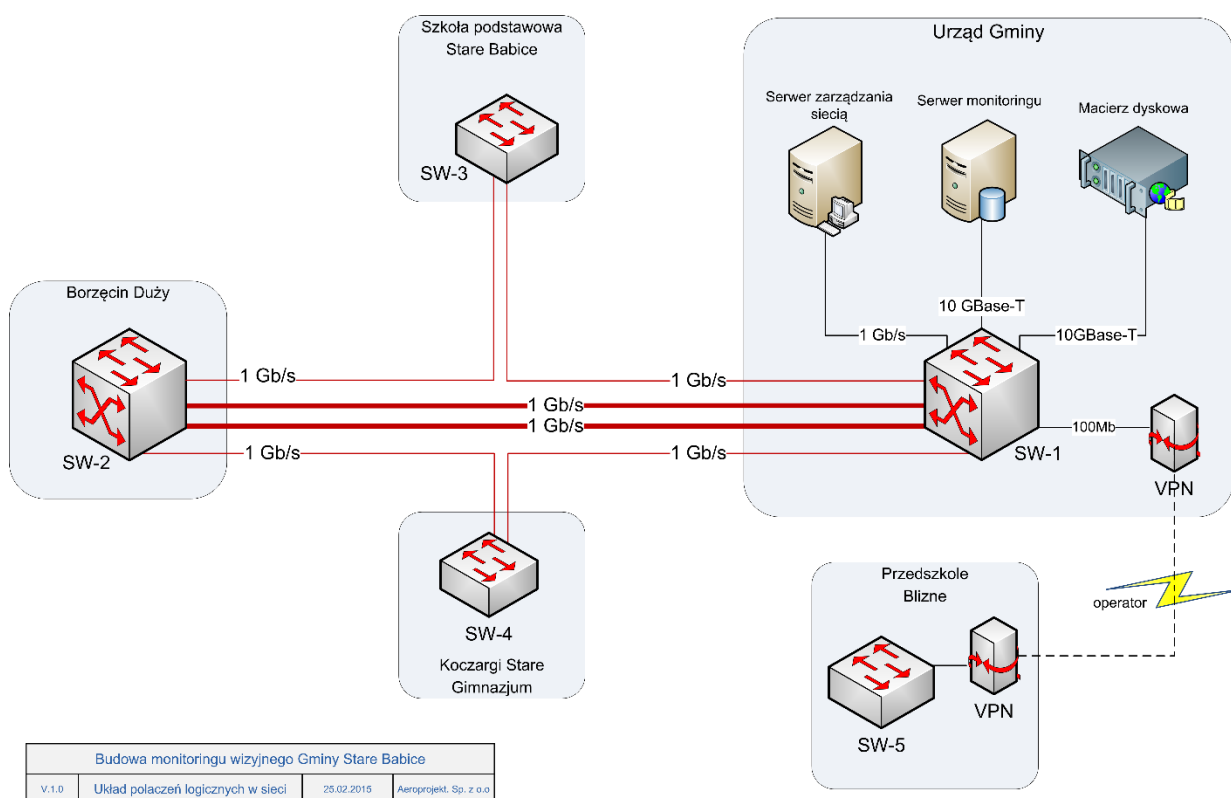 Szkoła podstawowa
Stare Babice
SW-3
Urząd Gminy
Serwer zarządzania
siecią
Serwer monitoringu
Macierz dyskowa
10 GBase-T
1 Gb/s
10GBase-T
SW-1
100Mb
VPN
Borzęcin Duży
SW-2
1 Gb/s
1 Gb/s
1 Gb/s
1 Gb/s
1 Gb/s
1 Gb/s
SW-4
Koczargi Stare
Gimnazjum
operator
Przedszkole
Blizne
SW-5
VPN
Budowa monitoringu wizyjnego Gminy Stare Babice
V.1.0 Układ polaczeń logicznych w sieci 25.02.2015 Aeroprojekt. Sp. z o.o